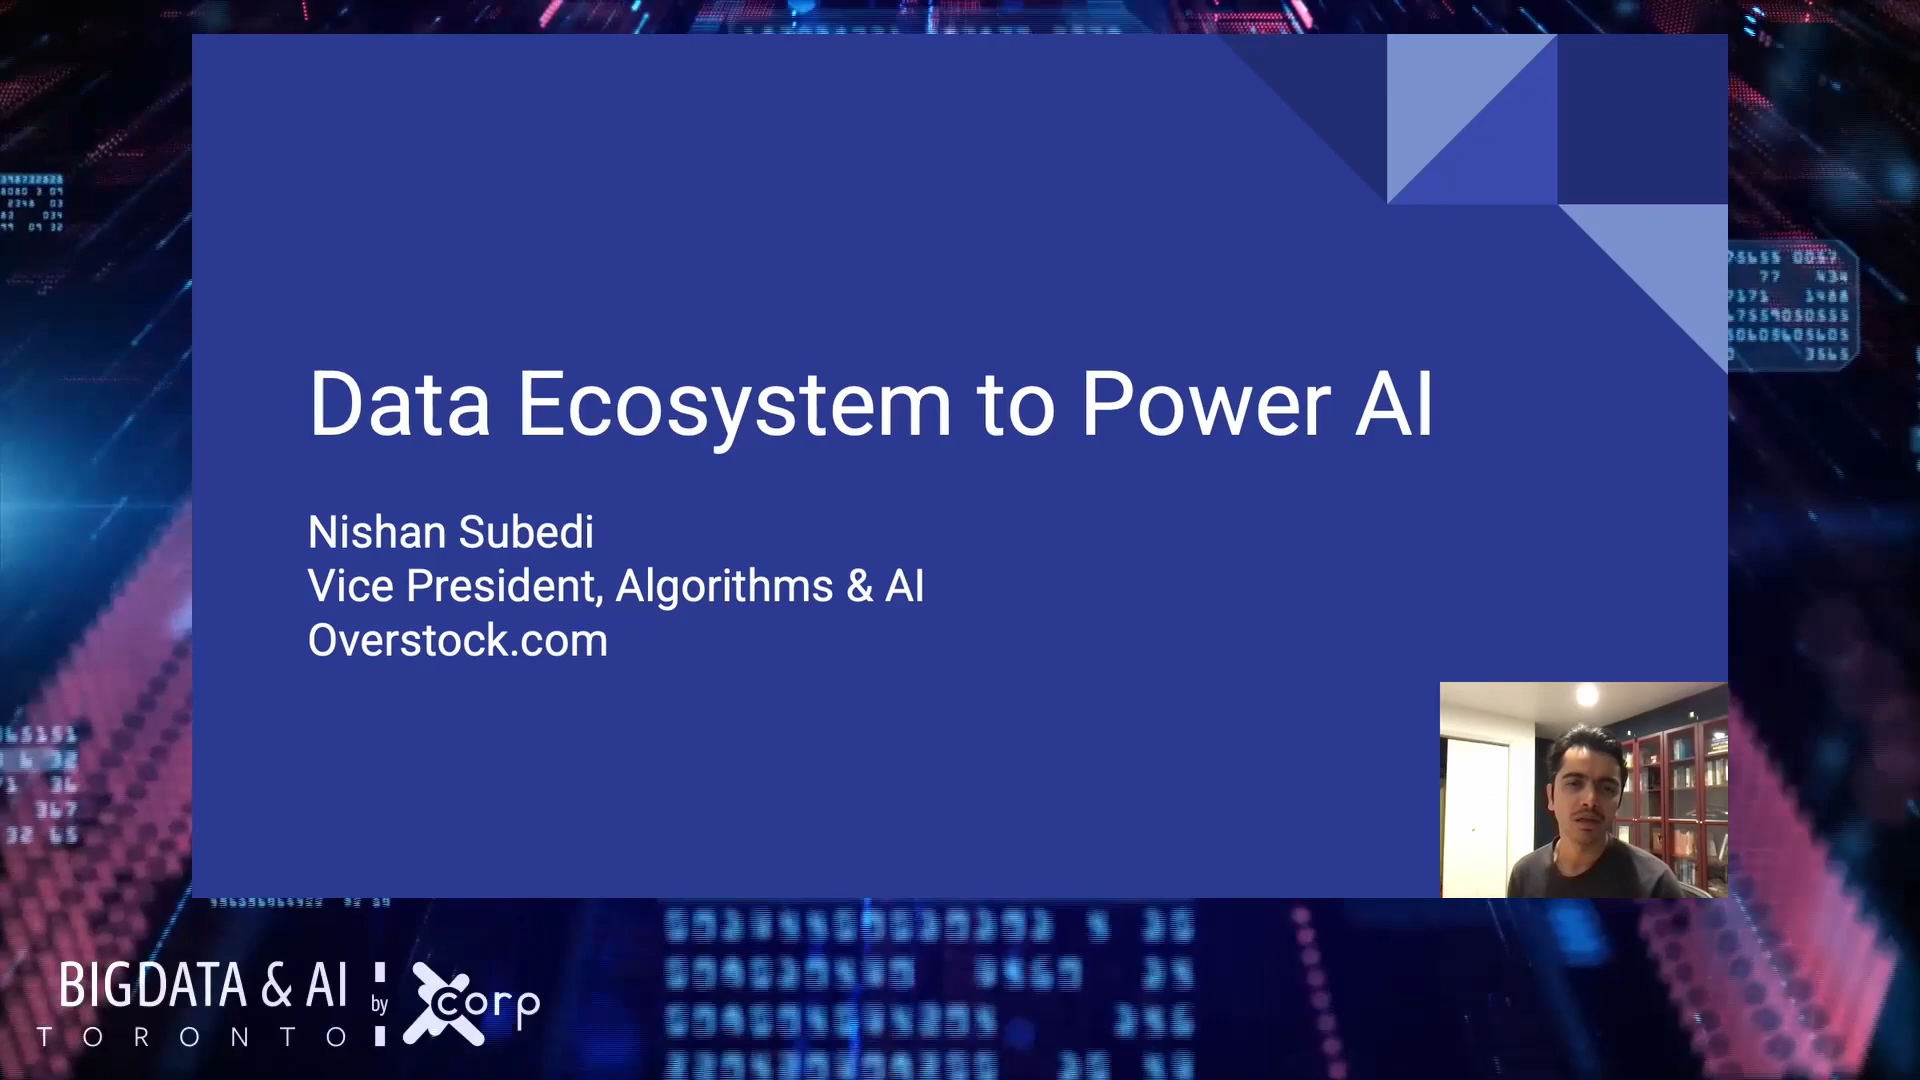 Data Ecosystem to Power AI
Nishan Subedi
Vice President, Algorithms & AI
Overstock.com
BIGDATA & AI
TORONTO
by
corp